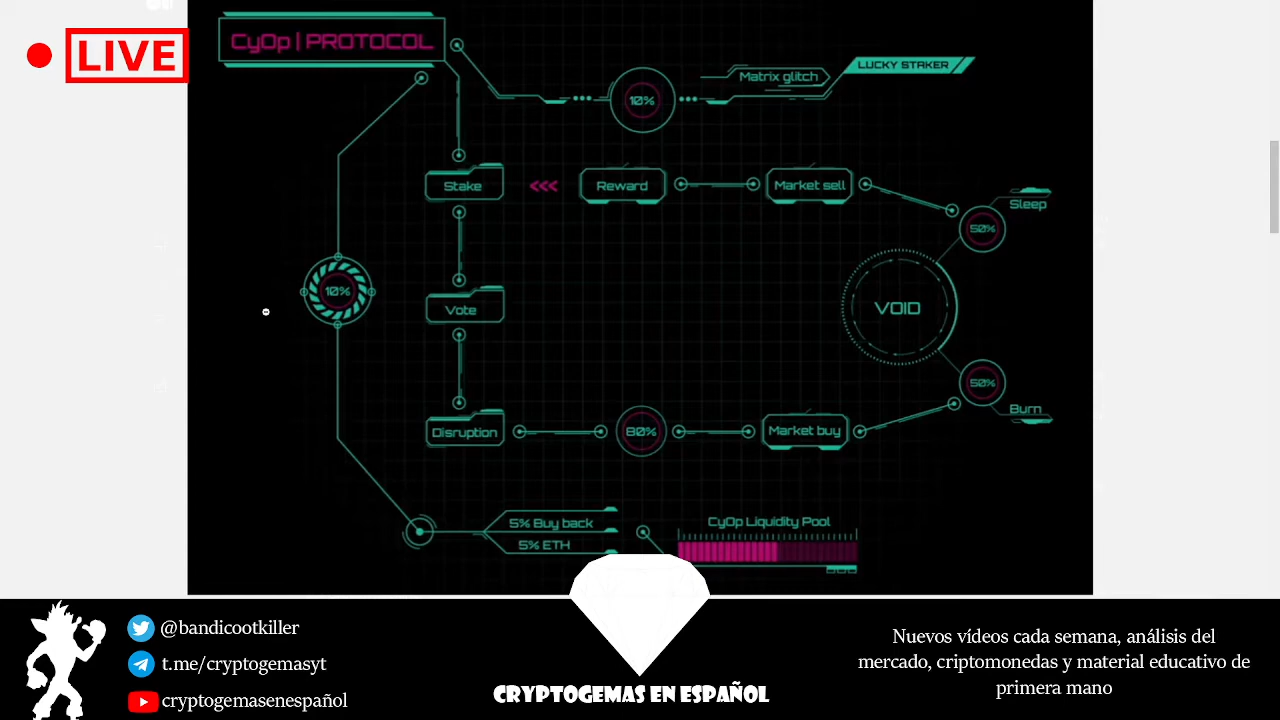 LIVE
CyOp | PROTOCOL
LUCKY STAKER
Matrix glitch
10%
Stake
<<<
Reward
Market sell
Sleep
50%
10%
Vote
VOID
50%
Burn
Disruption
80%
Market buy
5% Buy back
5% ETH
CyOp Liquidity Pool
@bandicootkiller
t.me/cryptogemasyt
cryptogemasenespañol
CRYPTOGEMAS EN ESPAÑOL
Nuevos vídeos cada semana, análisis del
mercado, criptomonedas y material educativo de
primera mano